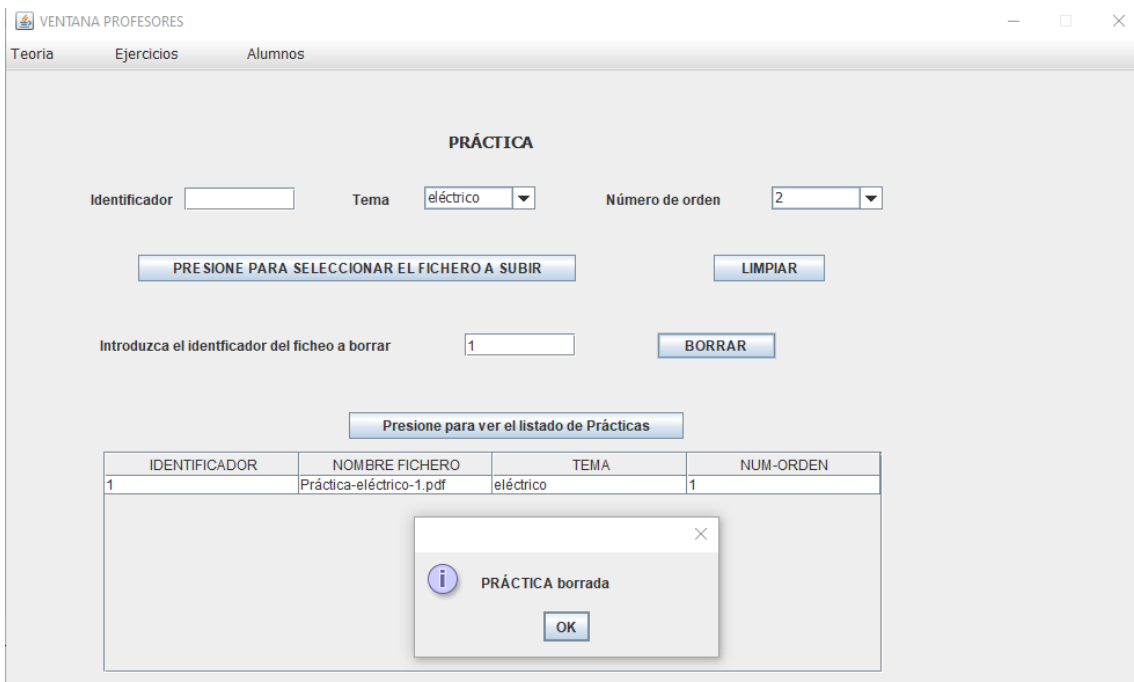 VENTANA PROFESORES
Teoria Ejercicios Alumnos
PRÁCTICA
Identificador Tema eléctrico Número de orden 2
PRESIONE PARA SELECCIONAR EL FICHERO A SUBIR LIMPIAR
Introduzca el identficador del ficheo a borrar 1 BORRAR
Presione para ver el listado de Prácticas
IDENTIFICADOR NOMBRE FICHERO TEMA NUM-ORDEN
1 Práctica-eléctrico-1.pdf eléctrico 1
PRÁCTICA borrada
OK